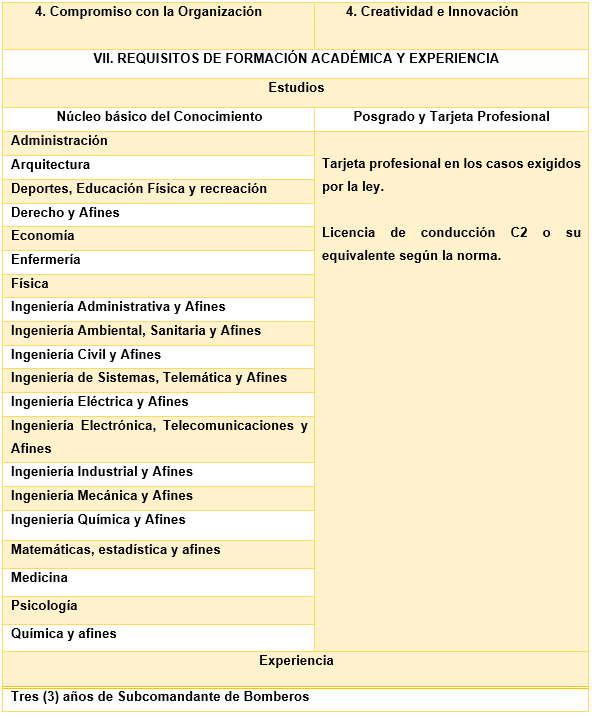 4. Compromiso con la Organización
4. Creatividad e Innovación
VII. REQUISITOS DE FORMACIÓN ACADÉMICA Y EXPERIENCIA
Estudios
Núcleo básico del Conocimiento
Posgrado y Tarjeta Profesional
Administración
Arquitectura
Deportes, Educación Física y recreación
Derecho y Afines
Economía
Enfermería
Física
Ingeniería Administrativa y Afines
Ingeniería Ambiental, Sanitaria y Afines
Ingeniería Civil y Afines
Ingeniería de Sistemas, Telemática y Afines
Ingeniería Eléctrica y Afines
Ingeniería Electrónica, Telecomunicaciones y
Afines
Ingeniería Industrial y Afines
Ingeniería Mecánica y Afines
Ingeniería Química y Afines
Matemáticas, estadística y afines
Medicina
Psicología
Química y afines
Tarjeta profesional en los casos exigidos
por la ley.
Licencia de conducción C2 o su
equivalente según la norma.
Experiencia
Tres (3) años de Subcomandante de Bomberos